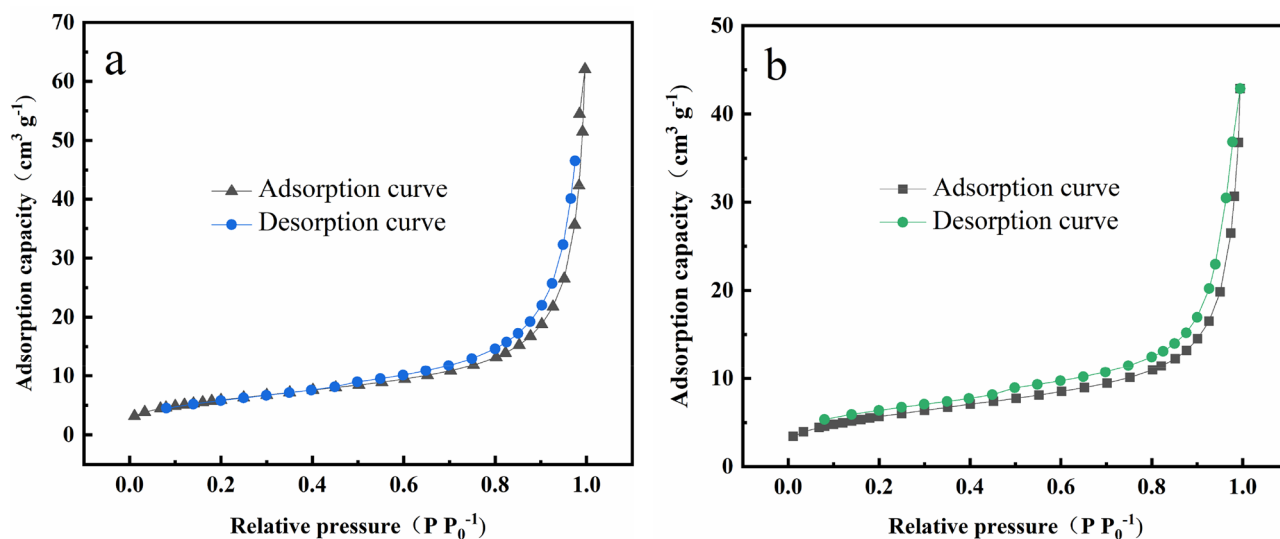 a
70
60
50
40
30
20
10
0
Adsorption capacity（cm³ g⁻¹)
Adsorption curve
Desorption curve
0.0 0.2 0.4 0.6 0.8 1.0
Relative pressure（P P₀⁻¹)
b
50
40
30
20
10
0
Adsorption capacity（cm³ g⁻¹)
Adsorption curve
Desorption curve
0.0 0.2 0.4 0.6 0.8 1.0
Relative pressure（P P₀⁻¹)